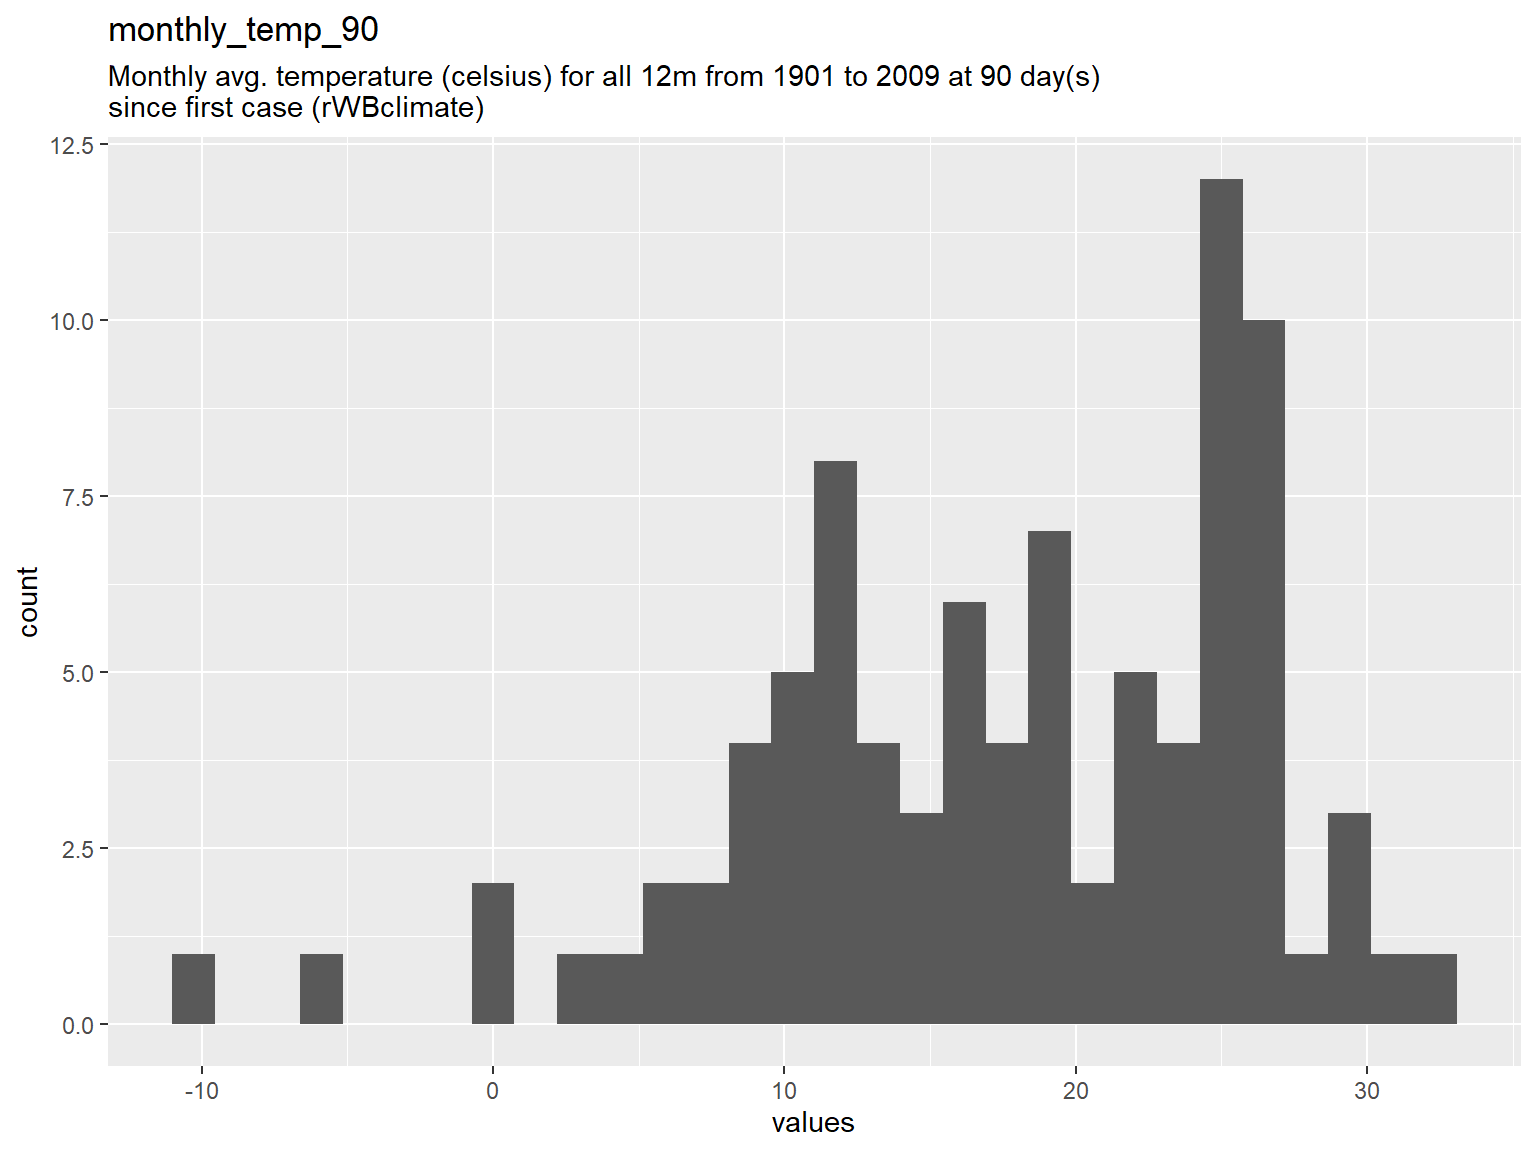 monthly_temp_90
Monthly avg. temperature (celsius) for all 12m from 1901 to 2009 at 90 day(s)
since first case (rWBclimate)
12.5
10.0
7.5
5.0
2.5
0.0
count
-10
0
10
20
30
values